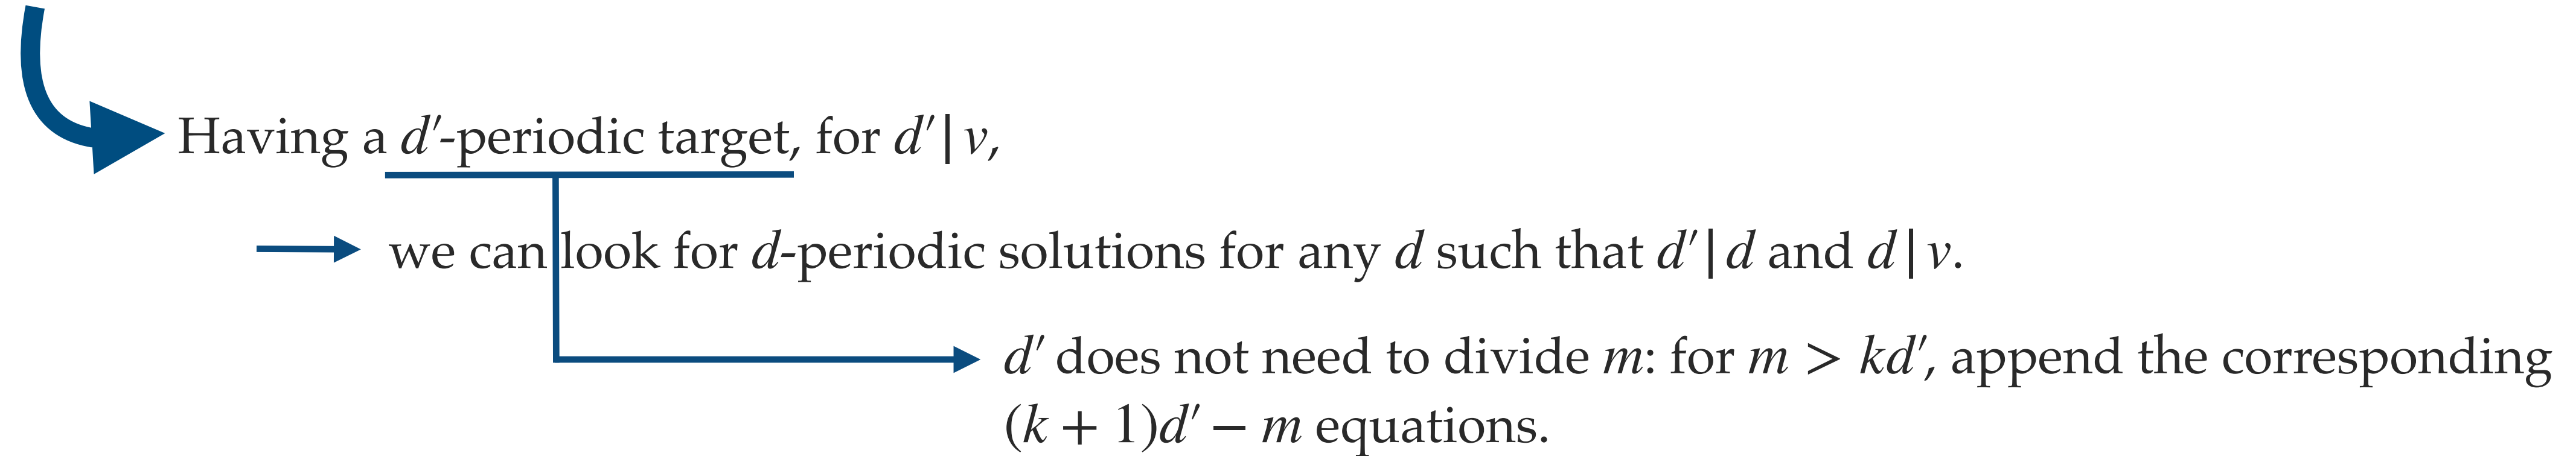 Having a d′-periodic target, for d′ | v,
we can look for d-periodic solutions for any d such that d′ | d and d | v.
d′ does not need to divide m: for m > kd′, append the corresponding
(k + 1)d′ − m equations.